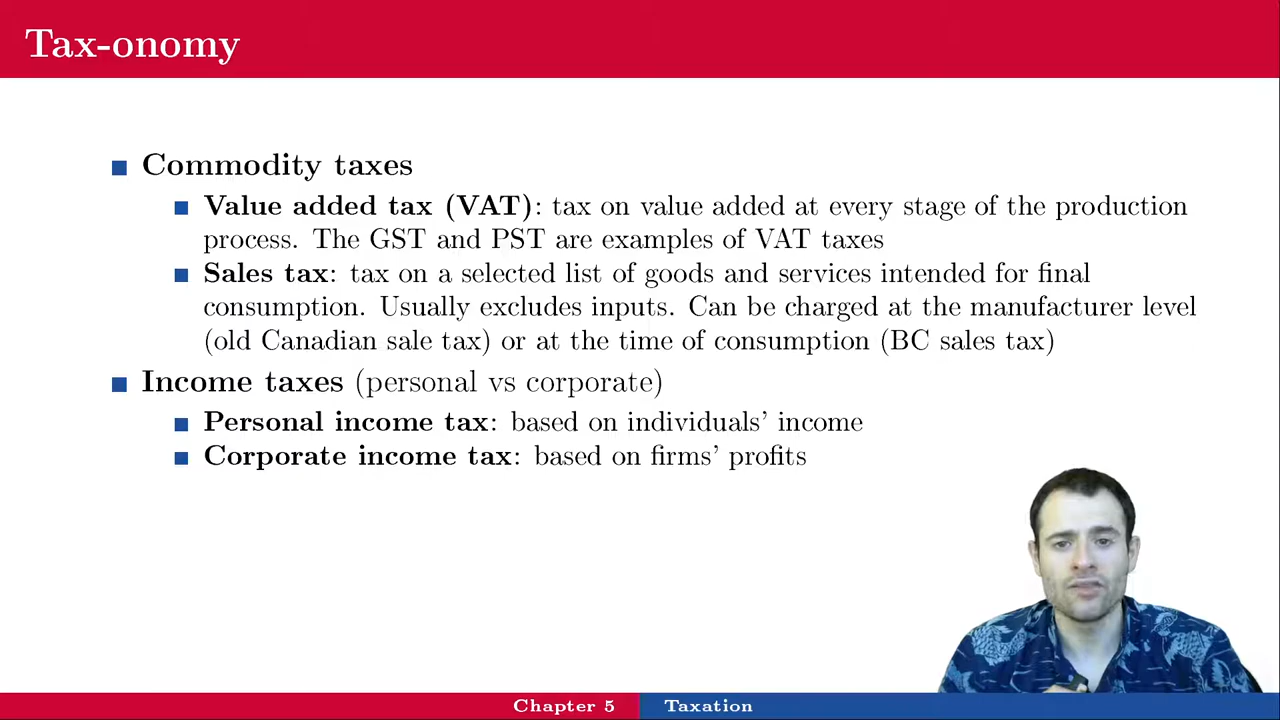 Tax-onomy
Commodity taxes
Value added tax (VAT): tax on value added at every stage of the production
process. The GST and PST are examples of VAT taxes
Sales tax: tax on a selected list of goods and services intended for final
consumption. Usually excludes inputs. Can be charged at the manufacturer level
(old Canadian sale tax) or at the time of consumption (BC sales tax)
Income taxes (personal vs corporate)
Personal income tax: based on individuals' income
Corporate income tax: based on firms' profits
Chapter 5 Taxation